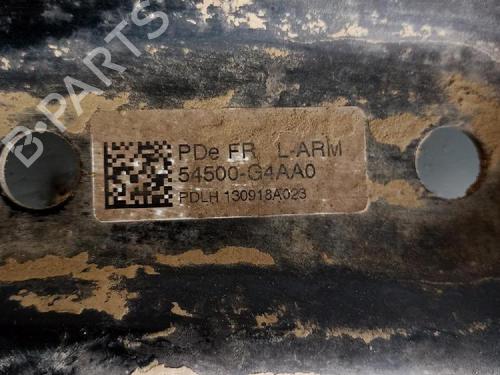 B-PARTS
PDe FR L-ARM
54500-G4AA0
PDLH 130918A023